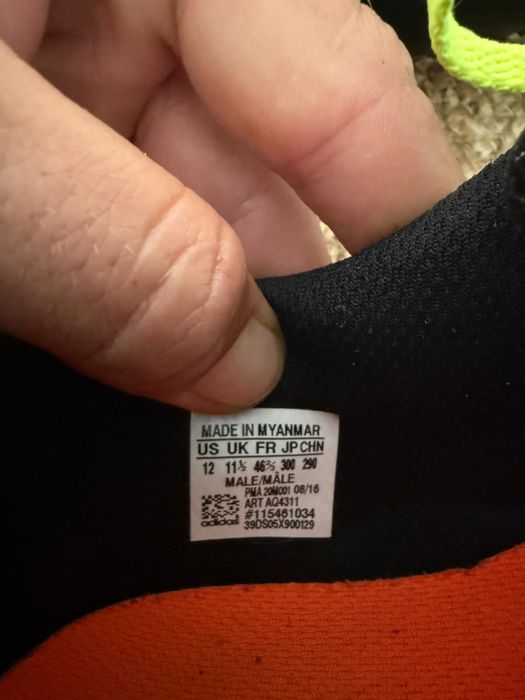 MADE IN MYANMAR
US UK FR JP CHN
12 11½ 46⅔ 300 290
MALE/MÂLE
PMA 20M001 08/16
ART AQ4311
#115461034
39DS05X900129
adidas